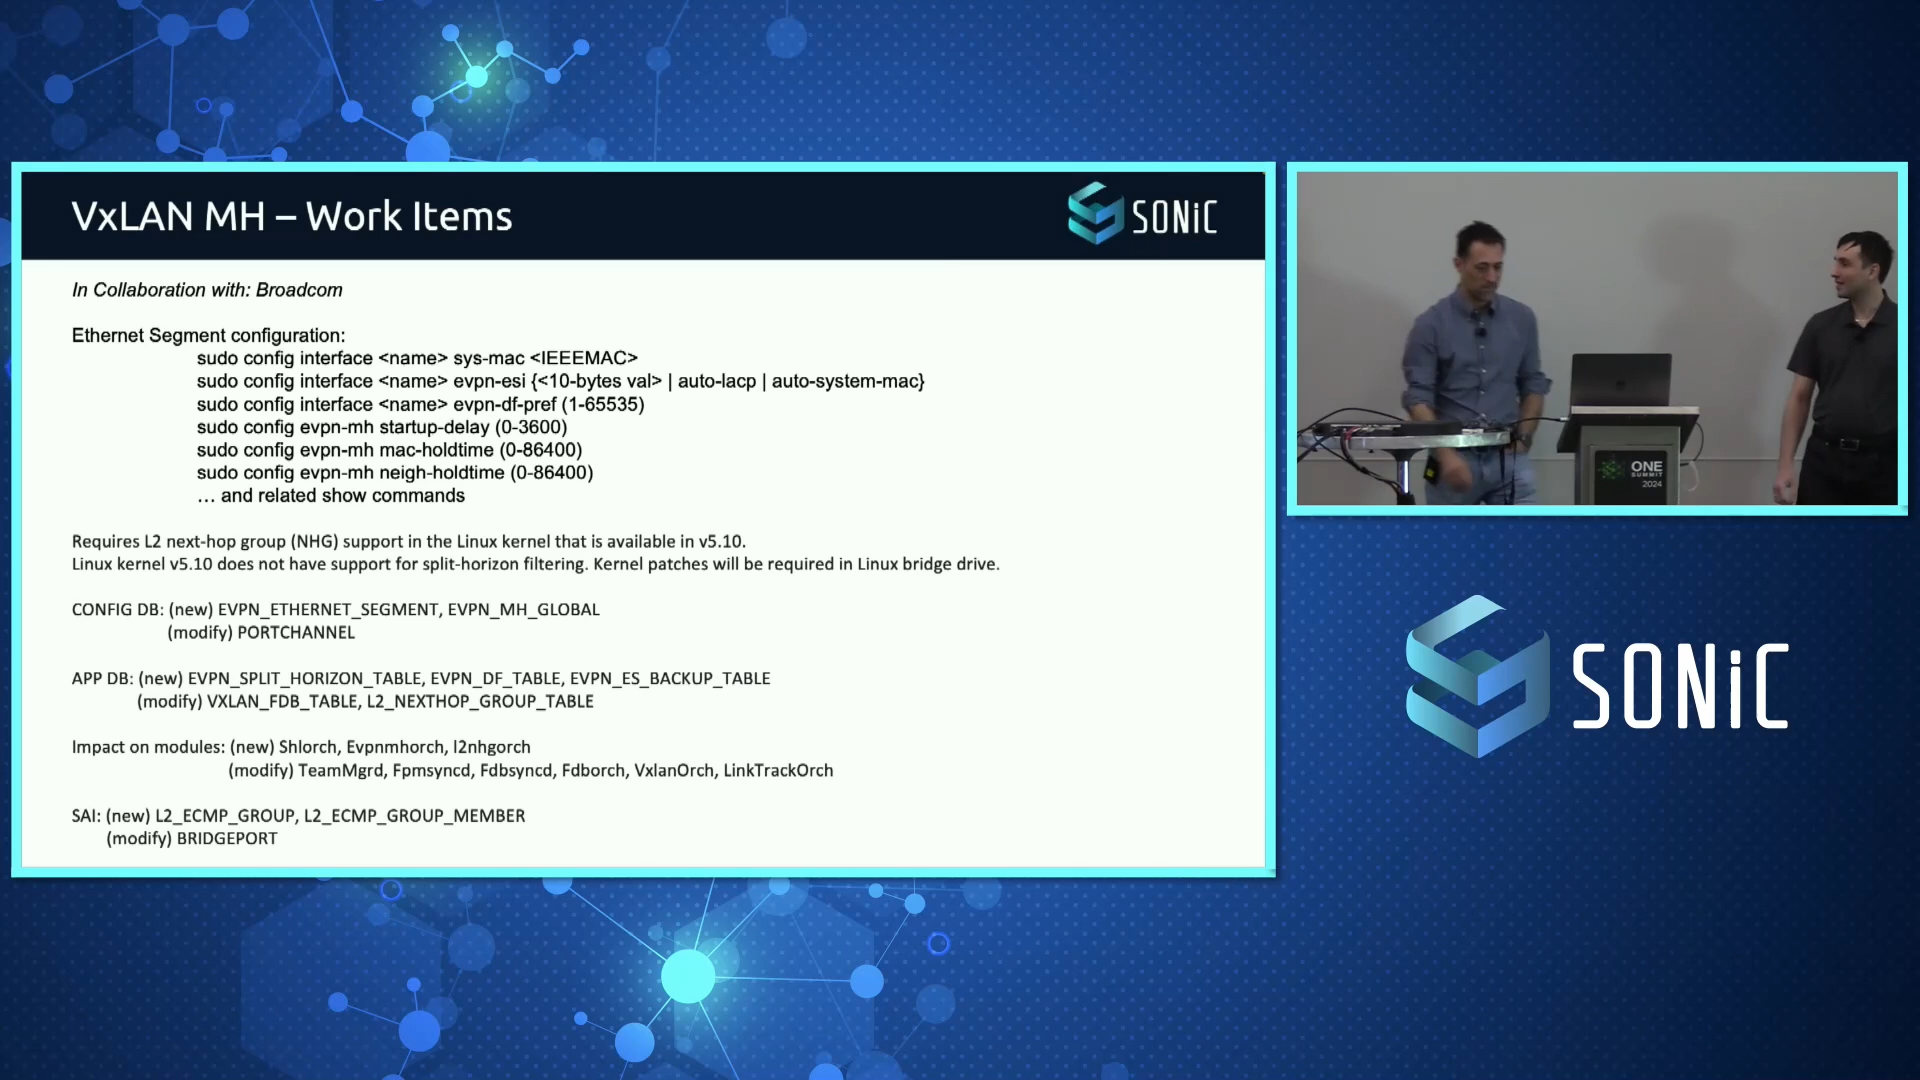 VxLAN MH – Work Items
SONiC
In Collaboration with: Broadcom
Ethernet Segment configuration:
sudo config interface <name> sys-mac <IEEEMAC>
sudo config interface <name> evpn-esi {<10-bytes val> | auto-lacp | auto-system-mac}
sudo config interface <name> evpn-df-pref (1-65535)
sudo config evpn-mh startup-delay (0-3600)
sudo config evpn-mh mac-holdtime (0-86400)
sudo config evpn-mh neigh-holdtime (0-86400)
… and related show commands
Requires L2 next-hop group (NHG) support in the Linux kernel that is available in v5.10.
Linux kernel v5.10 does not have support for split-horizon filtering. Kernel patches will be required in Linux bridge drive.
CONFIG DB: (new) EVPN_ETHERNET_SEGMENT, EVPN_MH_GLOBAL
(modify) PORTCHANNEL
APP DB: (new) EVPN_SPLIT_HORIZON_TABLE, EVPN_DF_TABLE, EVPN_ES_BACKUP_TABLE
(modify) VXLAN_FDB_TABLE, L2_NEXTHOP_GROUP_TABLE
Impact on modules: (new) Shlorch, Evpnmhorch, l2nhgorch
(modify) TeamMgrd, Fpmsyncd, Fdbsyncd, Fdborch, VxlanOrch, LinkTrackOrch
SAI: (new) L2_ECMP_GROUP, L2_ECMP_GROUP_MEMBER
(modify) BRIDGEPORT
ONE
SUMMIT
2024
SONiC